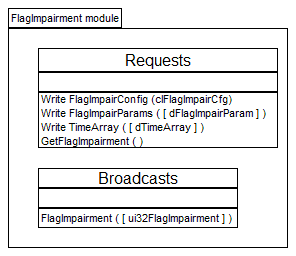 FlagImpairment module
Requests
Write FlagImpairConfig (clFlagImpairCfg)
Write FlagImpairParams ( [ dFlagImpairParam ] )
Write TimeArray ( [ dTimeArray ] )
GetFlagImpairment ( )
Broadcasts
FlagImpairment ( [ ui32FlagImpairment ] )